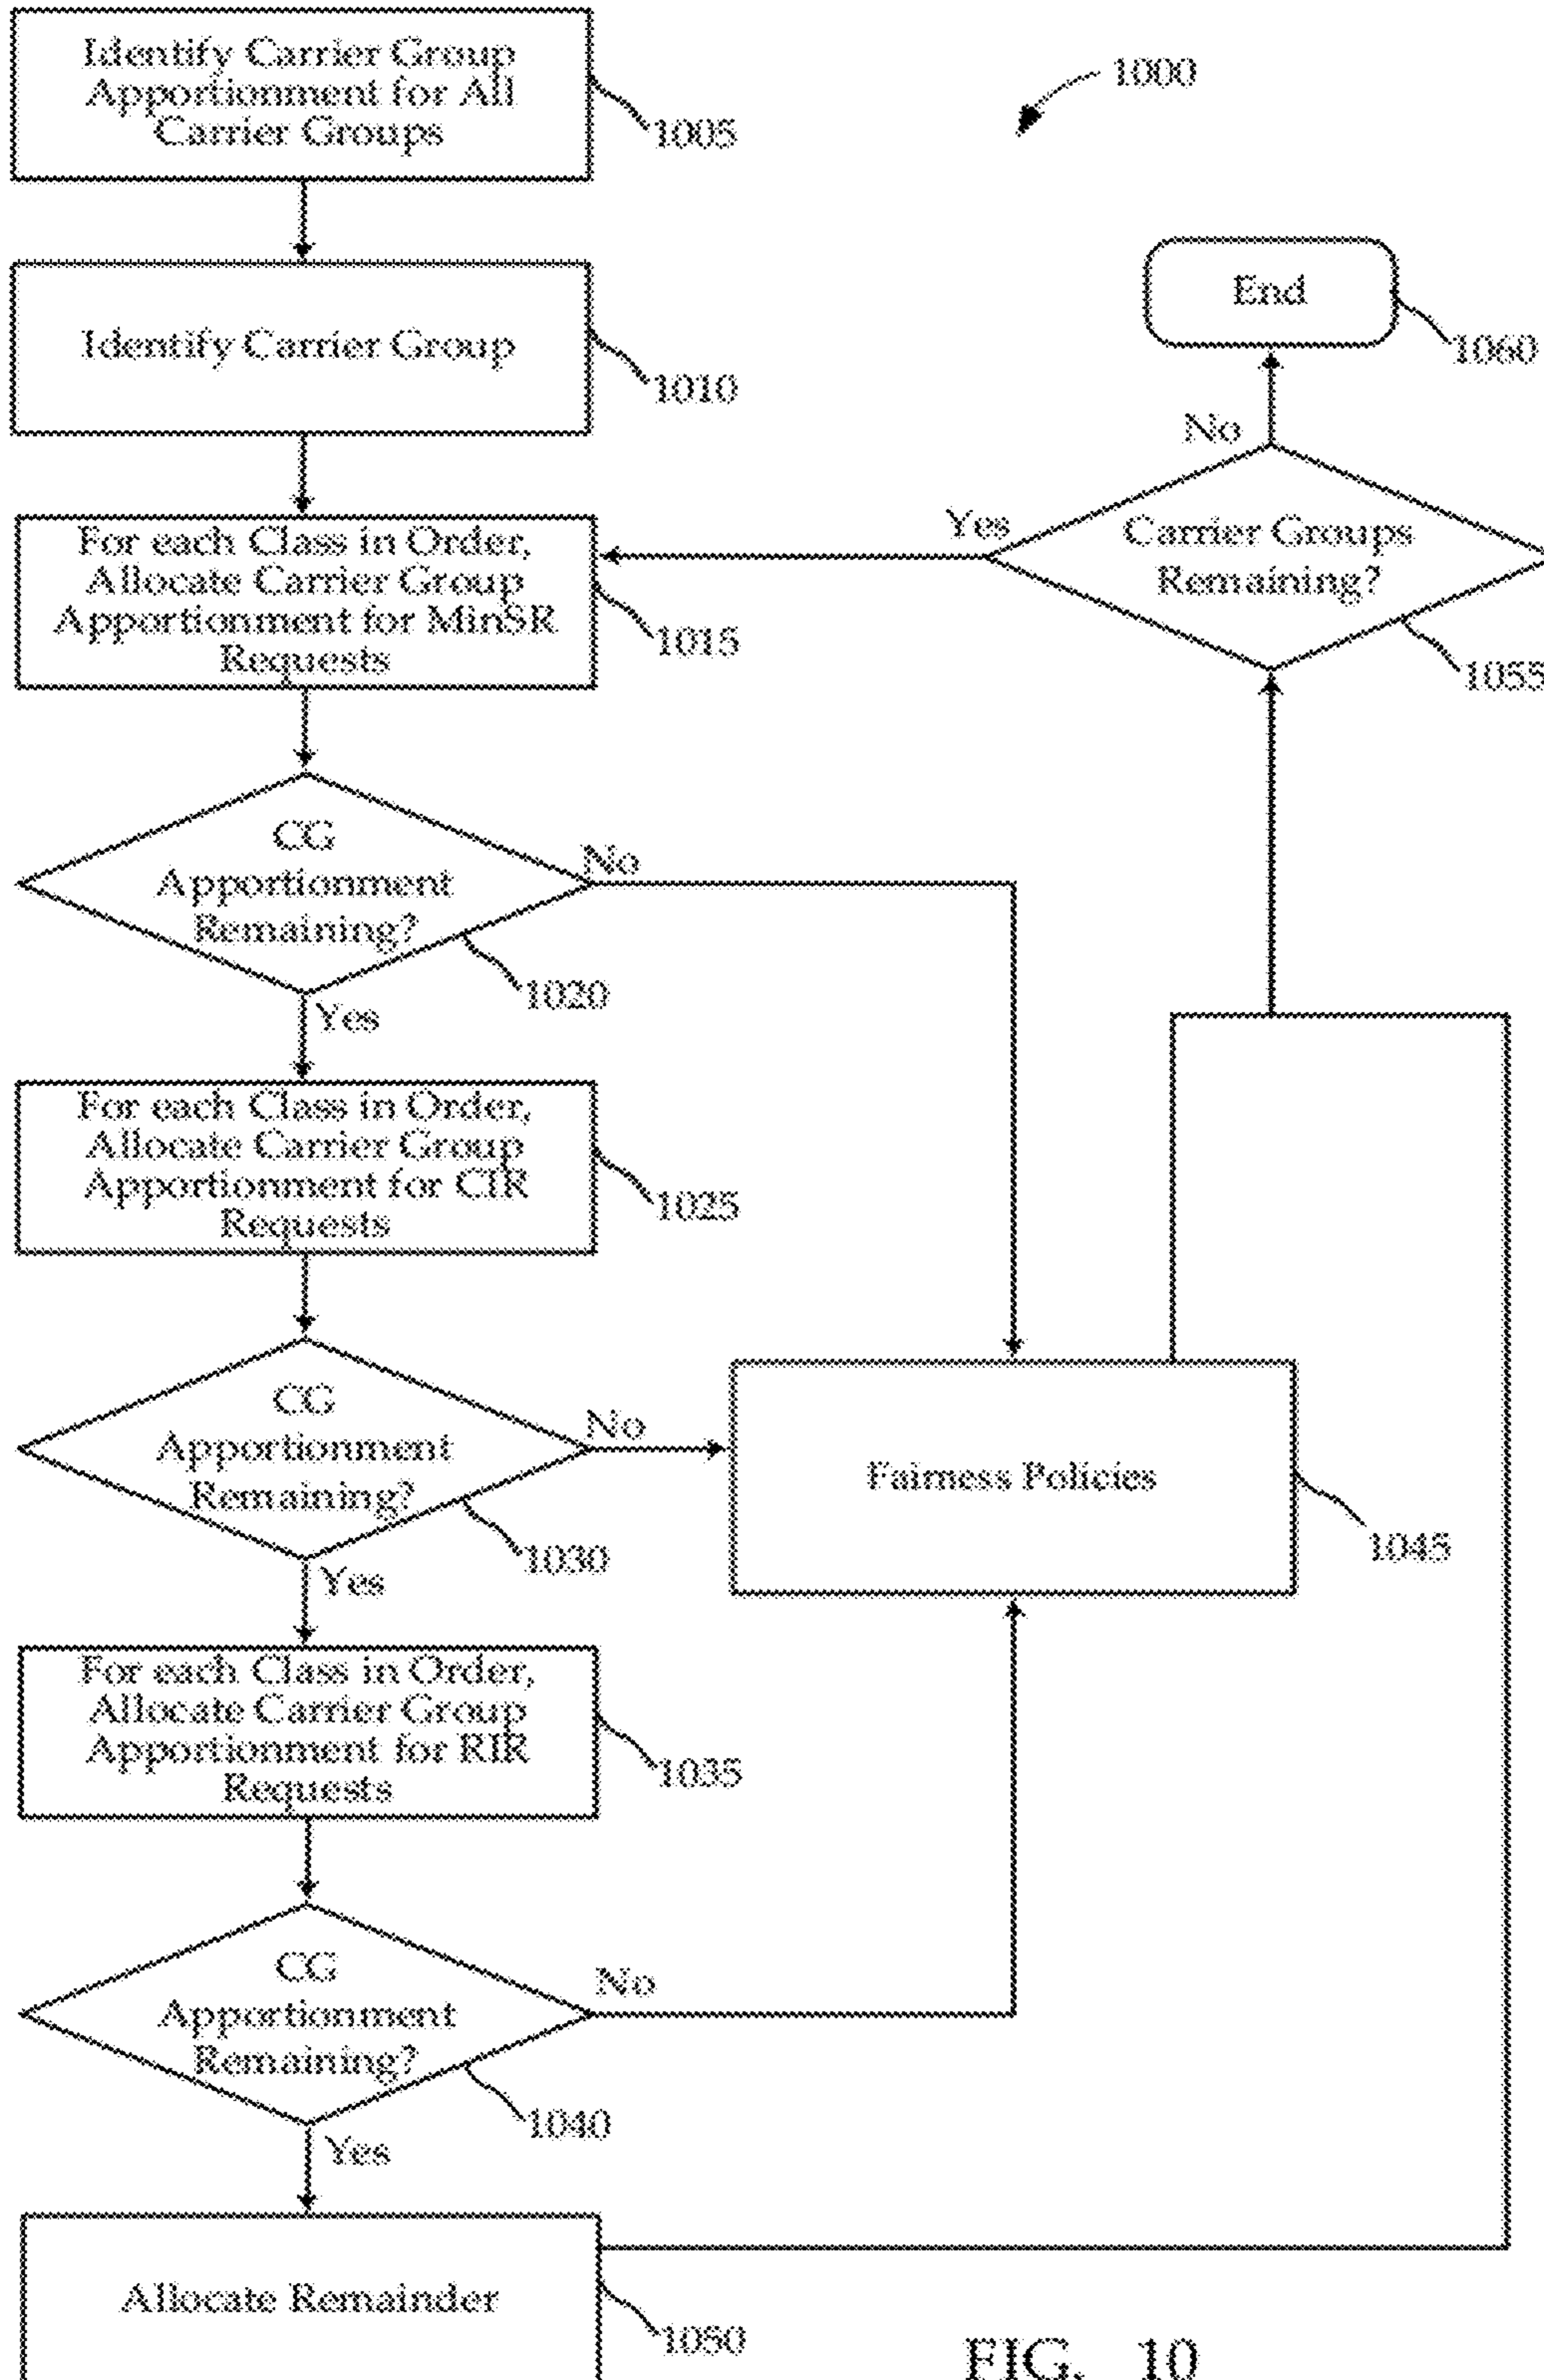 Identify Carrier Group
Apportionment for All
Carrier Groups
1005
1000
Identify Carrier Group
1010
End
1060
No
For each Class in Order,
Allocate Carrier Group
Apportionment for MinSR
Requests
1015
Yes
Carrier Groups
Remaining?
1055
CG
Apportionment
Remaining?
No
1020
Yes
For each Class in Order,
Allocate Carrier Group
Apportionment for CIR
Requests
1025
CG
Apportionment
Remaining?
No
1030
Yes
Fairness Policies
1045
For each Class in Order,
Allocate Carrier Group
Apportionment for RIR
Requests
1035
CG
Apportionment
Remaining?
No
1040
Yes
Allocate Remainder
1050
FIG. 10